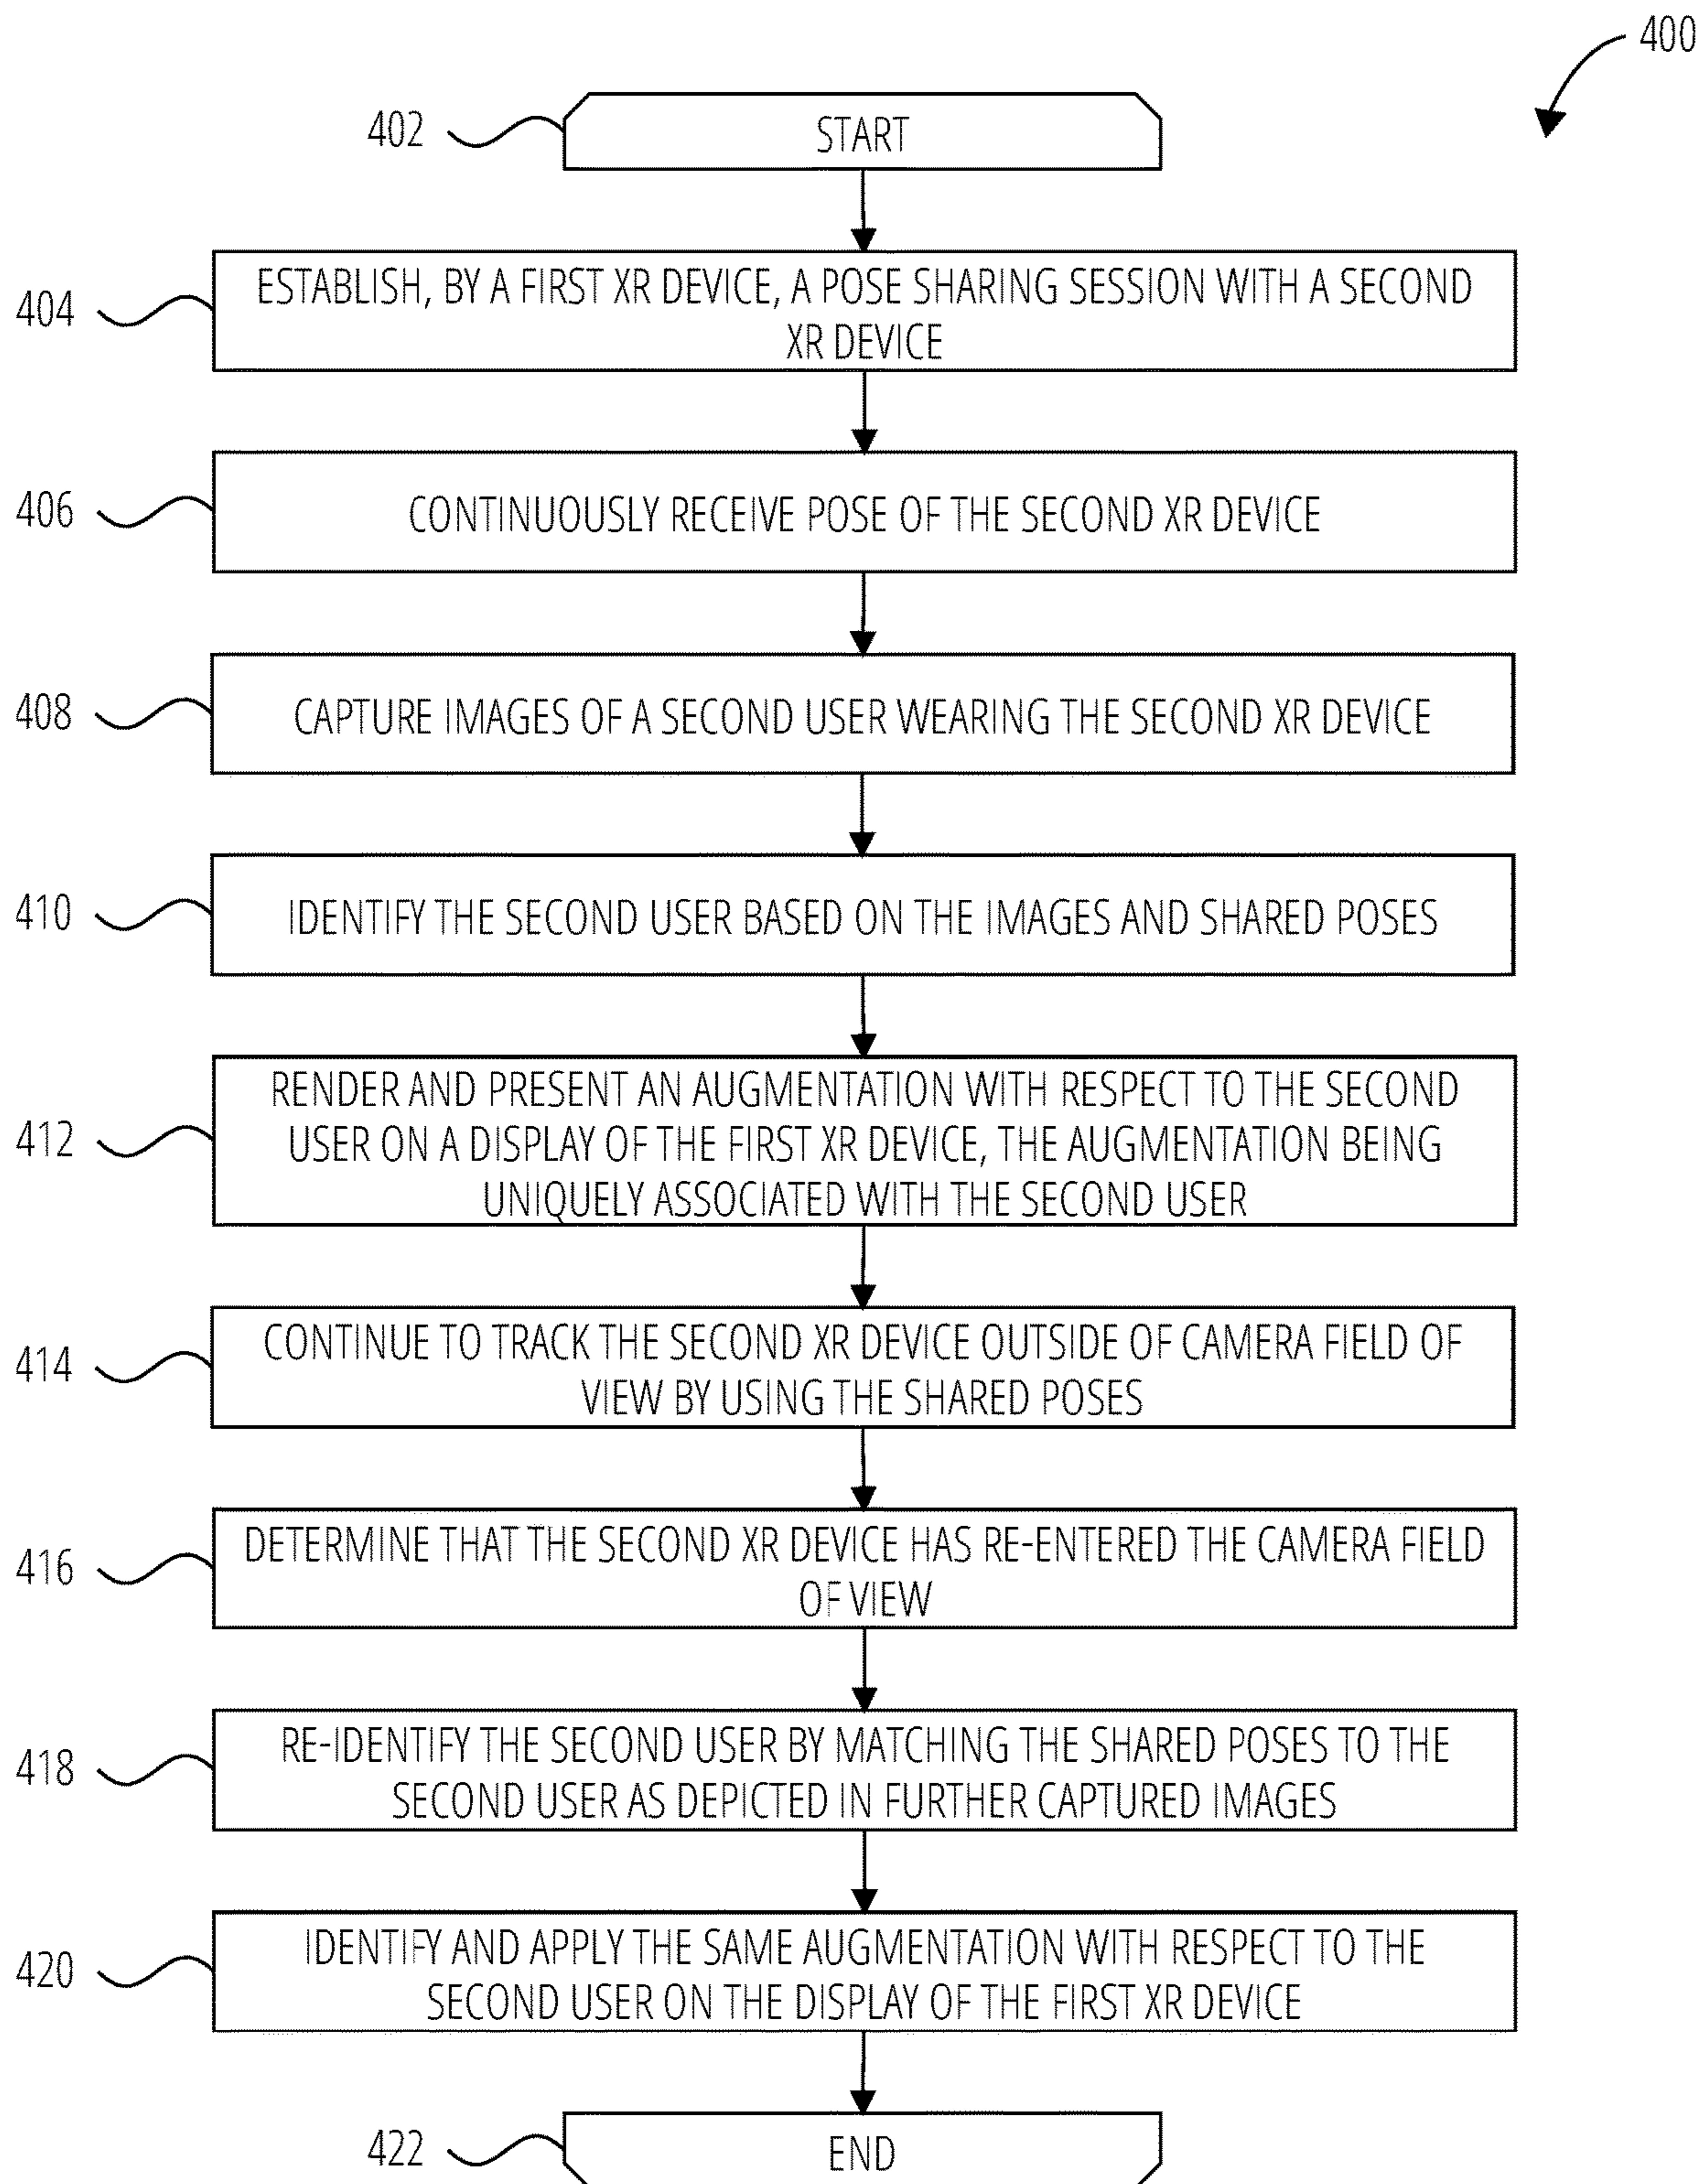 400
402
START
404
ESTABLISH, BY A FIRST XR DEVICE, A POSE SHARING SESSION WITH A SECOND
XR DEVICE
406
CONTINUOUSLY RECEIVE POSE OF THE SECOND XR DEVICE
408
CAPTURE IMAGES OF A SECOND USER WEARING THE SECOND XR DEVICE
410
IDENTIFY THE SECOND USER BASED ON THE IMAGES AND SHARED POSES
412
RENDER AND PRESENT AN AUGMENTATION WITH RESPECT TO THE SECOND
USER ON A DISPLAY OF THE FIRST XR DEVICE, THE AUGMENTATION BEING
UNIQUELY ASSOCIATED WITH THE SECOND USER
414
CONTINUE TO TRACK THE SECOND XR DEVICE OUTSIDE OF CAMERA FIELD OF
VIEW BY USING THE SHARED POSES
416
DETERMINE THAT THE SECOND XR DEVICE HAS RE-ENTERED THE CAMERA FIELD
OF VIEW
418
RE-IDENTIFY THE SECOND USER BY MATCHING THE SHARED POSES TO THE
SECOND USER AS DEPICTED IN FURTHER CAPTURED IMAGES
420
IDENTIFY AND APPLY THE SAME AUGMENTATION WITH RESPECT TO THE
SECOND USER ON THE DISPLAY OF THE FIRST XR DEVICE
422
END